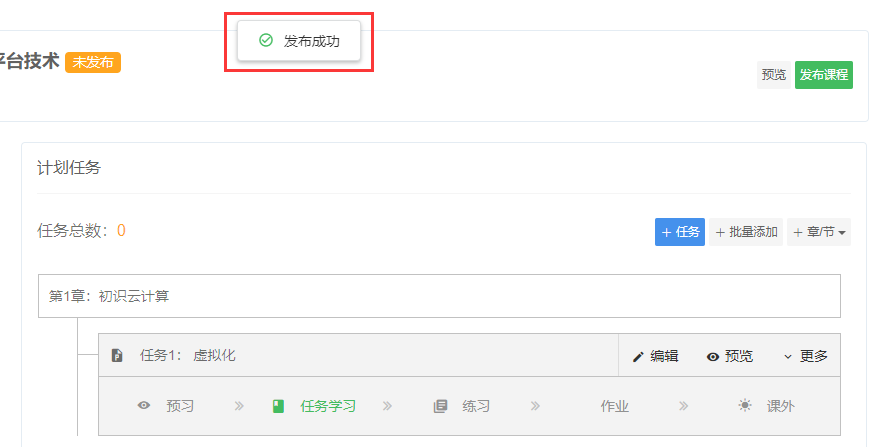 发布成功
平台技术 未发布
预览 发布课程
计划任务
任务总数：0
+ 任务 + 批量添加 + 章/节
第1章：初识云计算
任务1： 虚拟化 编辑 预览 更多
预习 任务学习 练习 作业 课外